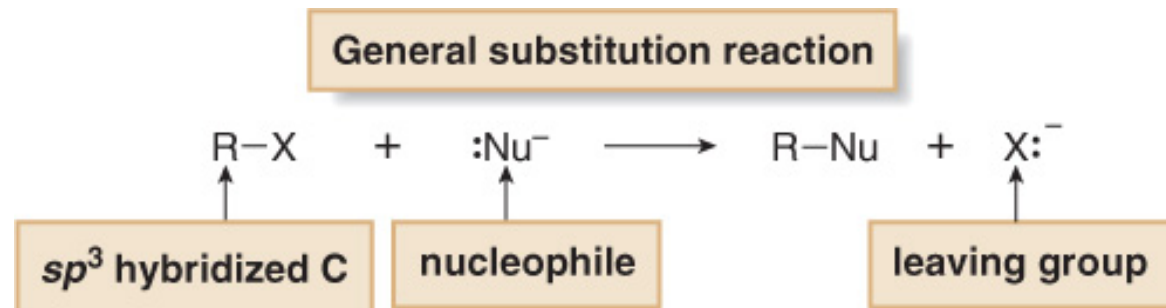 General substitution reaction
R–X + :Nu⁻ ⟶ R–Nu + X:⁻
sp³ hybridized C nucleophile leaving group